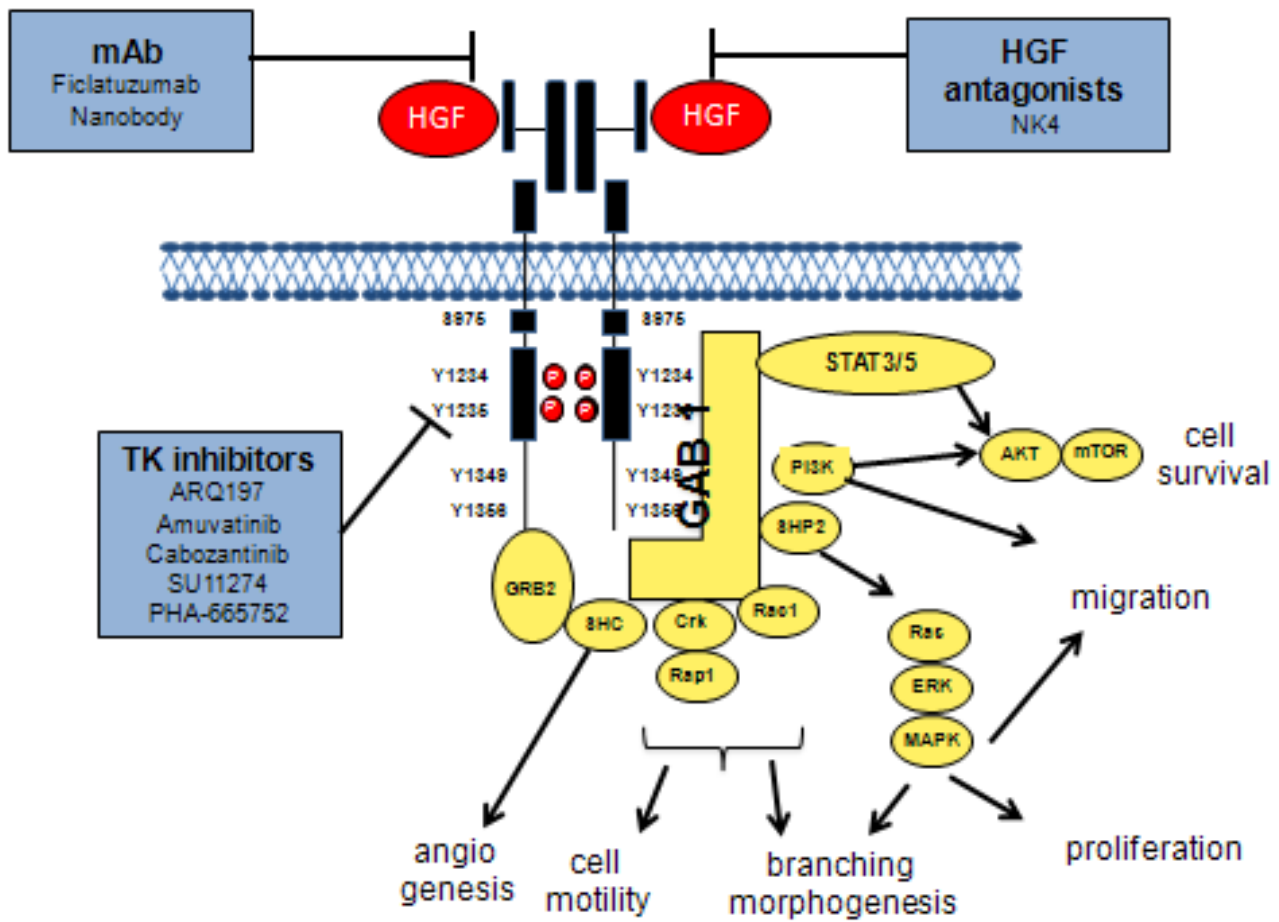 mAb
Ficlatuzumab
Nanobody
HGF
HGF
HGF
antagonists
NK4
S975
S975
Y1234
Y1234
Y1235
STAT3/5
TK inhibitors
ARQ197
Amuvatinib
Cabozantinib
SU11274
PHA-665752
P
P
P
P
Y1349
Y1349
Y1356
Y1356
GAB 1
PI3K
AKT
mTOR
cell
survival
SHP2
GRB2
SHC
Crk
Rac1
Rap1
migration
Ras
ERK
MAPK
angio
genesis
cell
motility
branching
morphogenesis
proliferation